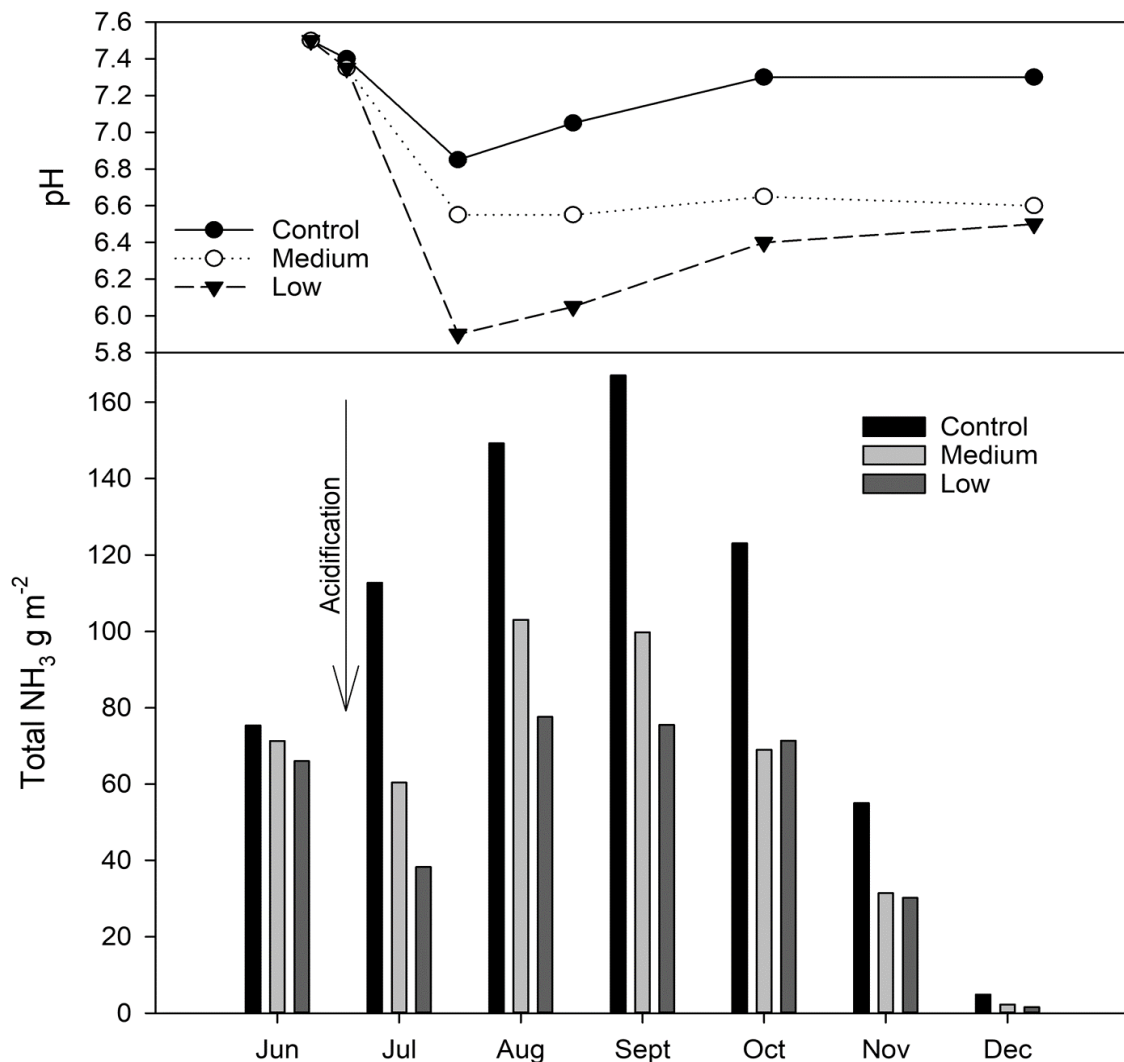 7.6
7.4
7.2
7.0
6.8
6.6
6.4
6.2
6.0
5.8
pH
Control
Medium
Low
160
140
120
100
80
60
40
20
0
Total NH₃ g m⁻²
Acidification
Control
Medium
Low
Jun Jul Aug Sept Oct Nov Dec